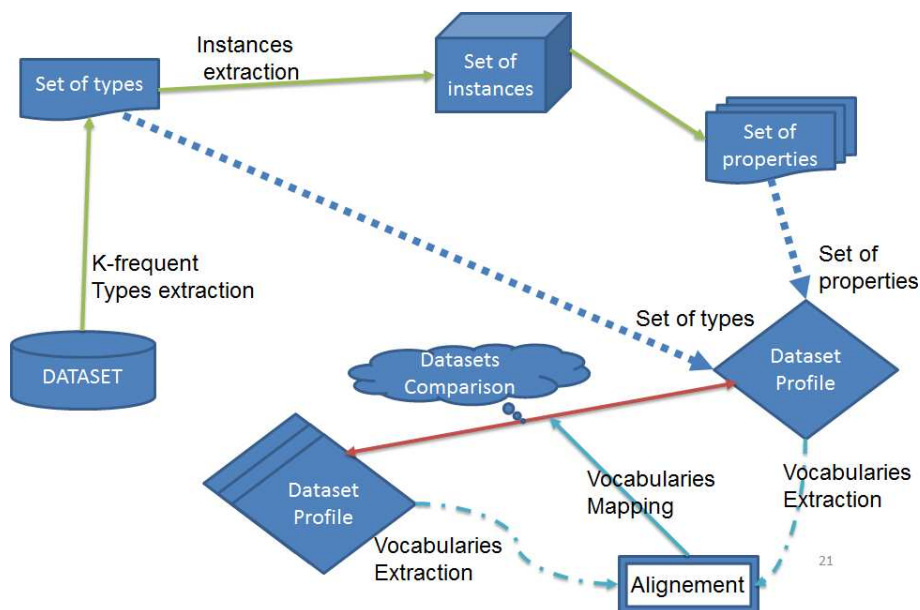 Instances
extraction
Set of
instances
Set of types
Set of
properties
K-frequent
Types extraction
Set of
properties
Set of types
DATASET
Datasets
Comparison
Dataset
Profile
Dataset
Profile
Vocabularies
Mapping
Vocabularies
Extraction
Vocabularies
Extraction
Alignement
21